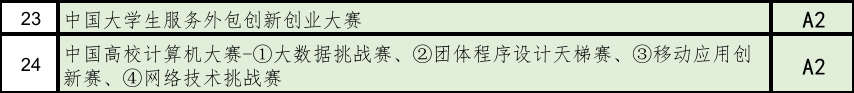 23 中国大学生服务外包创新创业大赛 A2
24 中国高校计算机大赛-①大数据挑战赛、②团体程序设计天梯赛、③移动应用创 A2
新赛、④网络技术挑战赛